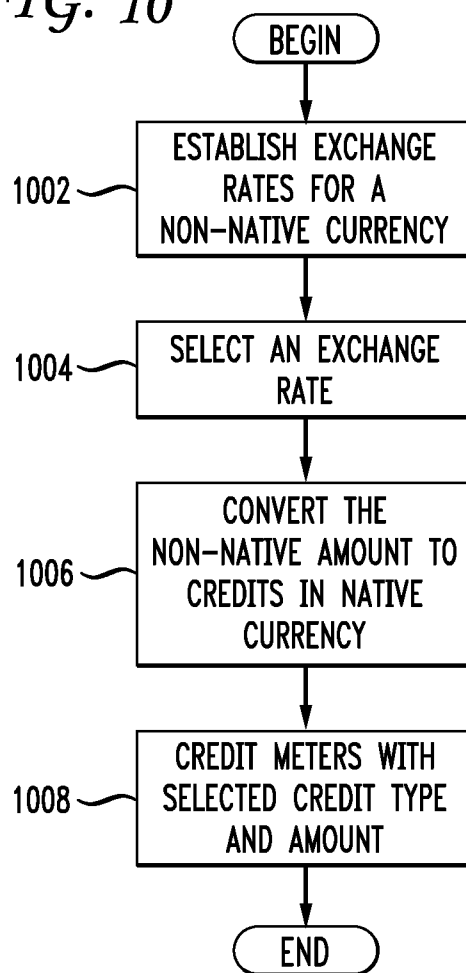 FIG. 10
BEGIN
1002
ESTABLISH EXCHANGE
RATES FOR A
NON-NATIVE CURRENCY
1004
SELECT AN EXCHANGE
RATE
1006
CONVERT THE
NON-NATIVE AMOUNT TO
CREDITS IN NATIVE
CURRENCY
1008
CREDIT METERS WITH
SELECTED CREDIT TYPE
AND AMOUNT
END